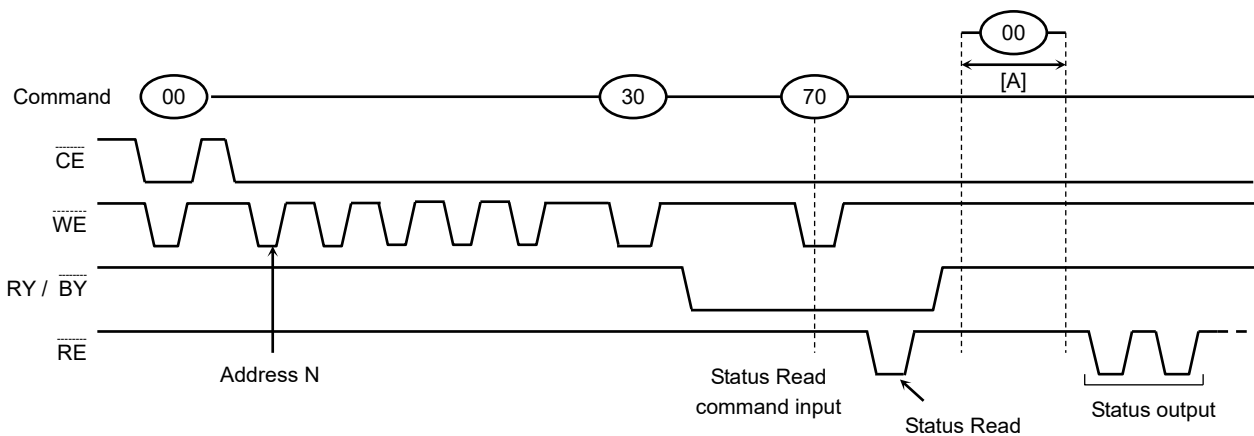 00
[A]
Command 00 30 70
CE
WE
RY / BY
RE
Address N
Status Read
command input
Status Read
Status output